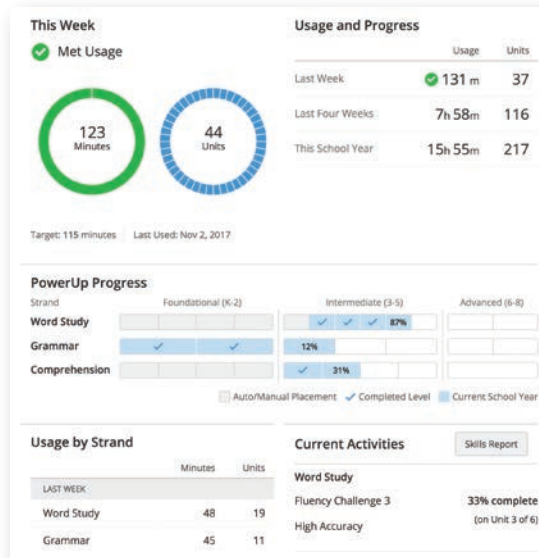 This Week
Met Usage
123
Minutes
44
Units
Target: 115 minutes
Last Used: Nov 2, 2017
Usage and Progress
Usage Units
Last Week 131 m 37
Last Four Weeks 7h 58m 116
This School Year 15h 55m 217
PowerUp Progress
Strand Foundational (K-2) Intermediate (3-5) Advanced (6-8)
Word Study 87%
Grammar 12%
Comprehension 31%
Auto/Manual Placement Completed Level Current School Year
Usage by Strand
Minutes Units
LAST WEEK
Word Study 48 19
Grammar 45 11
Current Activities
Skills Report
Word Study
Fluency Challenge 3 33% complete
High Accuracy (on Unit 3 of 6)